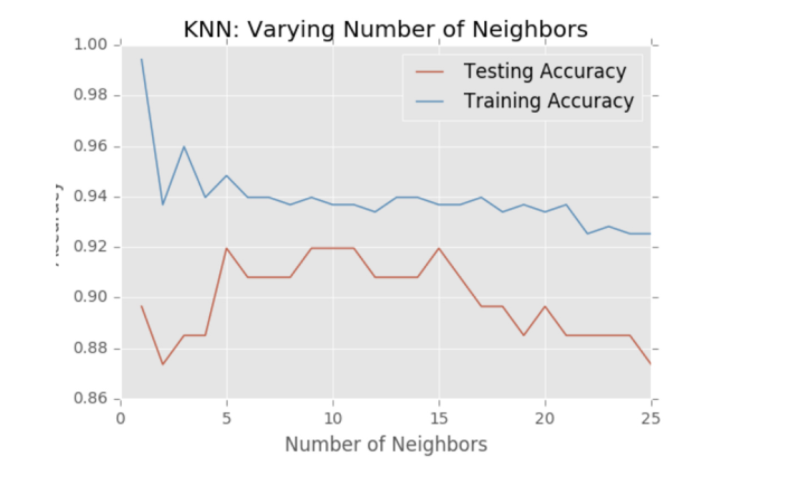 KNN: Varying Number of Neighbors
1.00
Testing Accuracy
0.98
Training Accuracy
0.96
0.94
0.92
0.90
0.88
0.86
0 5 10 15 20 25
Number of Neighbors